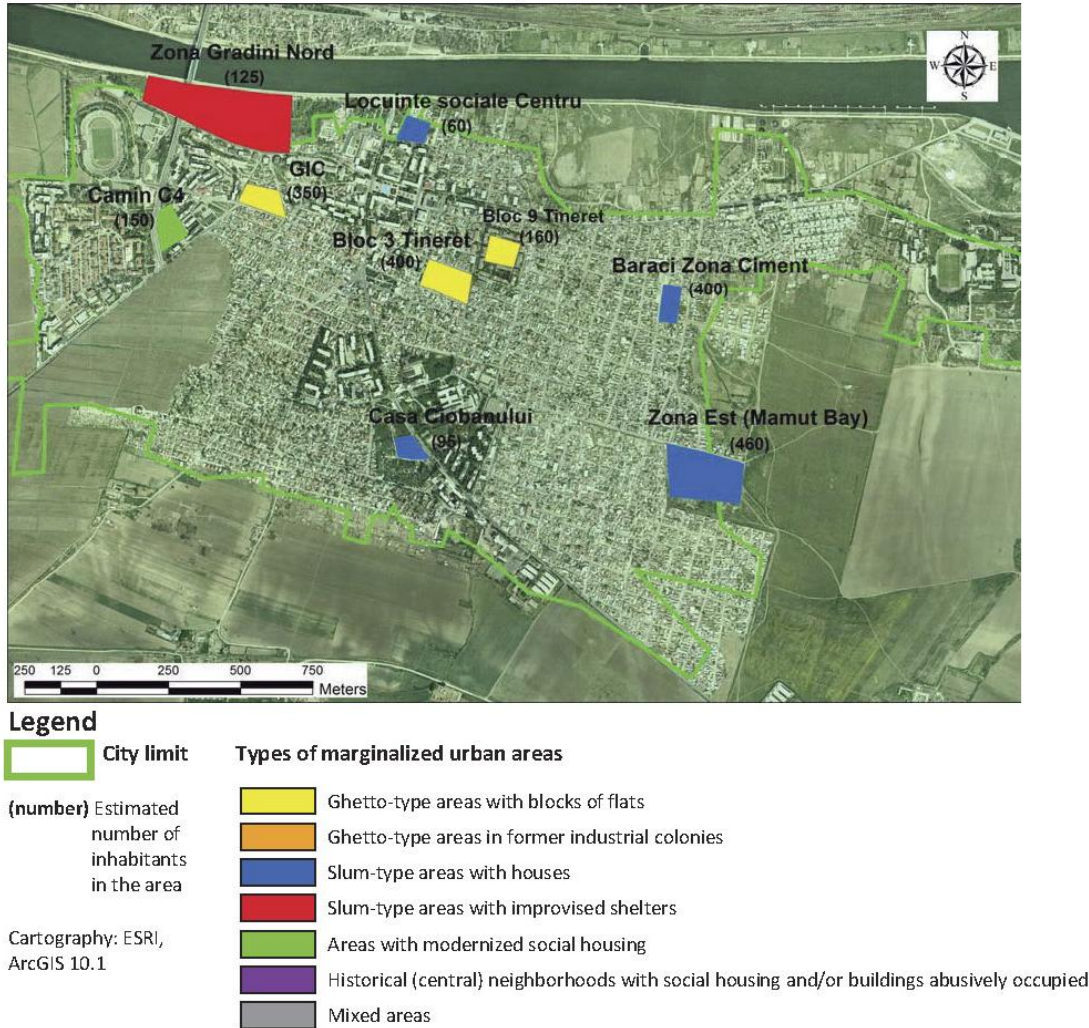 Zona Gradini Nord
(125)
N
W E
S
Locuinte sociale Centru
(60)
GIC
(350)
Camin C4
(150)
Bloc 9 Tineret
(160)
Bloc 3 Tineret
(400)
Baraci Zona Ciment
(400)
Casa Ciobanului
(95)
Zona Est (Mamut Bay)
(460)
250 125 0 250 500 750
Meters
Legend
City limit
(number) Estimated
number of
inhabitants
in the area
Cartography: ESRI,
ArcGIS 10.1
Types of marginalized urban areas
Ghetto-type areas with blocks of flats
Ghetto-type areas in former industrial colonies
Slum-type areas with houses
Slum-type areas with improvised shelters
Areas with modernized social housing
Historical (central) neighborhoods with social housing and/or buildings abusively occupied
Mixed areas